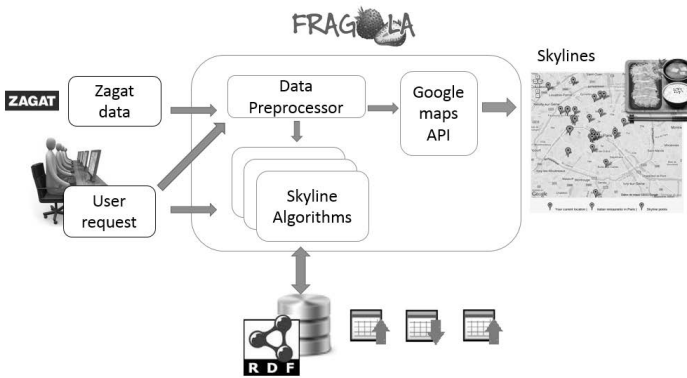 FRAGOLA
Skylines
ZAGAT
Zagat
data
Data
Preprocessor
Google
maps
API
User
request
Skyline
Algorithms
RDF